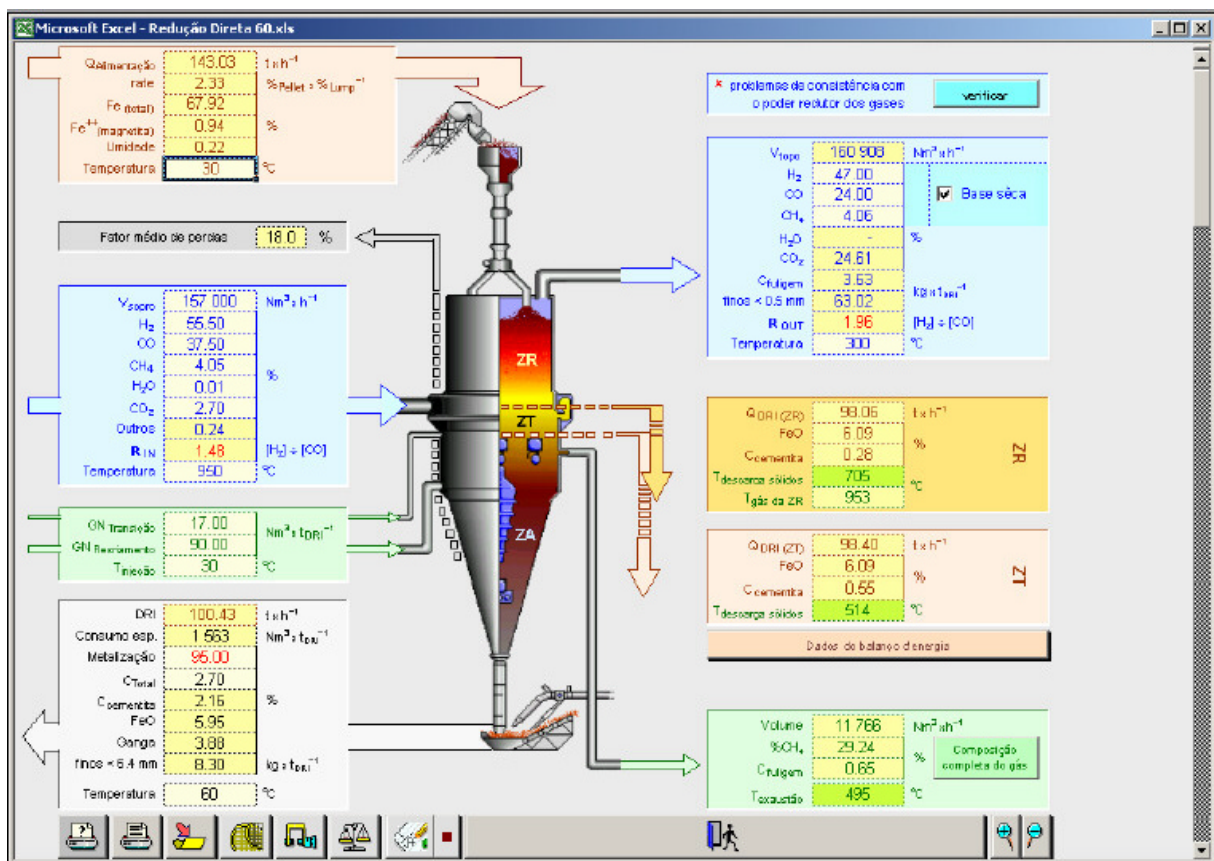 Microsoft Excel - Redução Direta 60.xls
QAlimentação 143.03 t x h⁻¹
rate 2.33 %Pellet ÷ %Lump⁻¹
Fe (total) 67.92
Fe⁺⁺(magnetita) 0.94 %
Umidade 0.22
Temperatura 30 ºC
Fator médio de perdas 18.0 %
Vsopro 157 000 Nm³ x h⁻¹
H₂ 55.50
CO 37.50
CH₄ 4.05 %
H₂O 0.01
CO₂ 2.70
Outros 0.24
R IN 1.48 [H₂] ÷ [CO]
Temperatura 950 ºC
GN Transição 17.00 Nm³ x tDRI⁻¹
GN Resfriamento 90.00
Tinjeção 30 ºC
DRI 100.43 t x h⁻¹
Consumo esp. 1 563 Nm³ x tDRI⁻¹
Metalização 95.00
CTotal 2.70
Ccementita 2.16 %
FeO 5.95
Ganga 3.88
finos < 6.4 mm 8.30 kg x tDRI⁻¹
Temperatura 60 ºC
ZR
ZT
ZA
* problemas de consistência com
o poder redutor dos gases
verificar
Vtopo 160 908 Nm³ x h⁻¹
H₂ 47.00
CO 24.00
CH₄ 4.06
Base sêca
H₂O - %
CO₂ 24.61
Cfuligem 3.63 kg x tDRI⁻¹
finos < 0.5 mm 63.02
R OUT 1.96 [H₂] ÷ [CO]
Temperatura 300 ºC
QDRI (ZR) 98.06 t x h⁻¹
FeO 6.09 %
Ccementita 0.28
Tdescarga sólidos 705 ºC
Tgás da ZR 953
ZR
QDRI (ZT) 98.40 t x h⁻¹
FeO 6.09 %
Ccementita 0.55
Tdescarga sólidos 514 ºC
ZT
Dados do balanço d'energia
Volume 11 766 Nm³ x h⁻¹
%CH₄ 29.24 %
Cfuligem 0.65
Texaustão 495 ºC
Composição
completa do gás